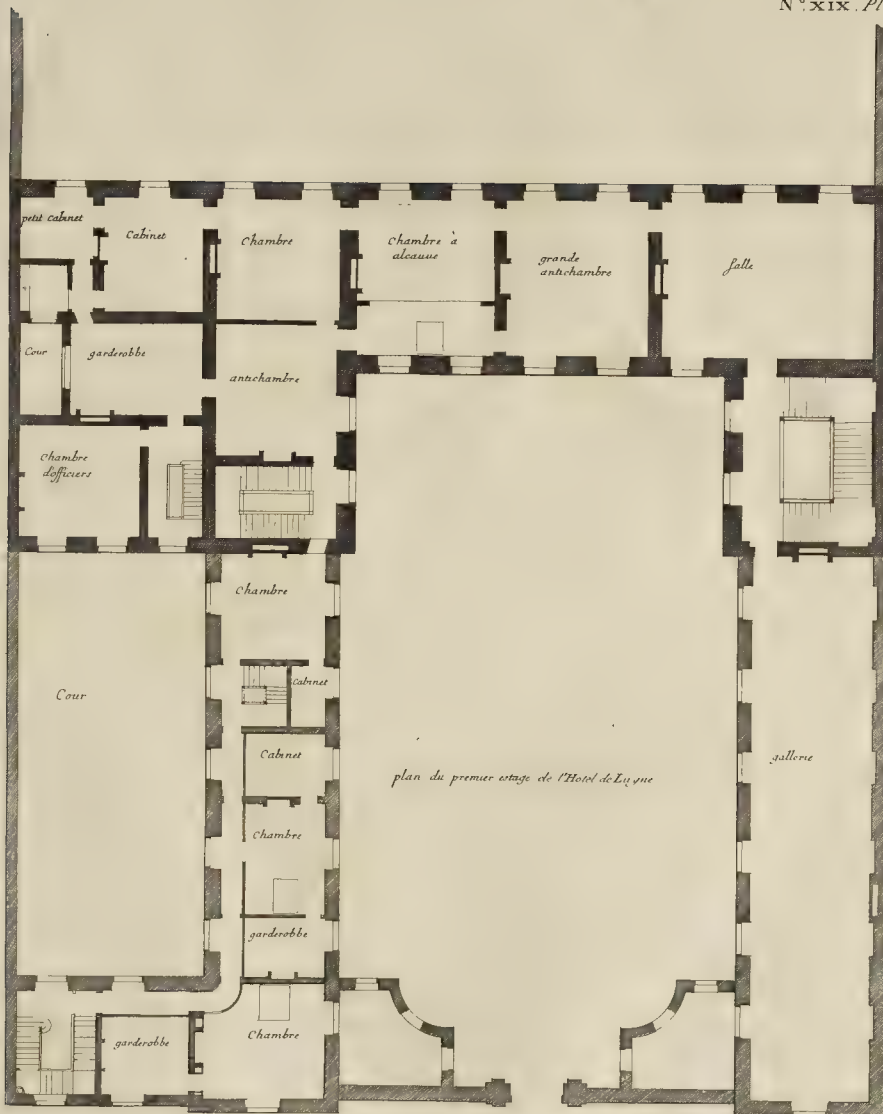 N.º XIX. Pl
petit cabinet
Cabinet
Chambre
Chambre à
alcauue
grande
antichambre
salle
Cour
garderobbe
antichambre
Chambre
d'officiers
Chambre
Cabinet
Cour
Cabinet
plan du premier estage de l'Hotel de Luyne
gallerie
Chambre
garderobbe
garderobbe
Chambre